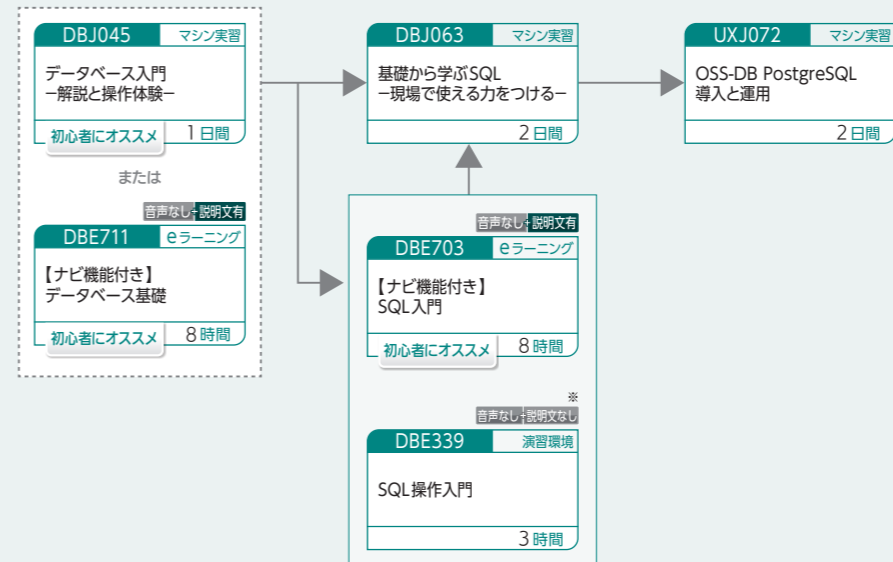 DBJ045 マシン実習
データベース入門
−解説と操作体験−
初心者にオススメ 1日間
または
音声なし+説明文有
DBE711 eラーニング
【ナビ機能付き】
データベース基礎
初心者にオススメ 8時間
DBJ063 マシン実習
基礎から学ぶSQL
−現場で使える力をつける−
2日間
音声なし+説明文有
DBE703 eラーニング
【ナビ機能付き】
SQL入門
初心者にオススメ 8時間
※
音声なし+説明文なし
DBE339 演習環境
SQL操作入門
3時間
UXJ072 マシン実習
OSS-DB PostgreSQL
導入と運用
2日間